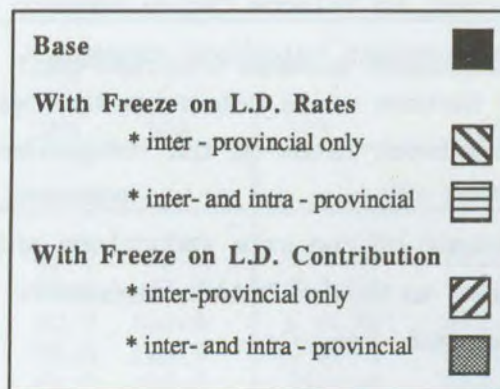 Base
With Freeze on L.D. Rates
* inter - provincial only
* inter- and intra - provincial
With Freeze on L.D. Contribution
* inter-provincial only
* inter- and intra - provincial